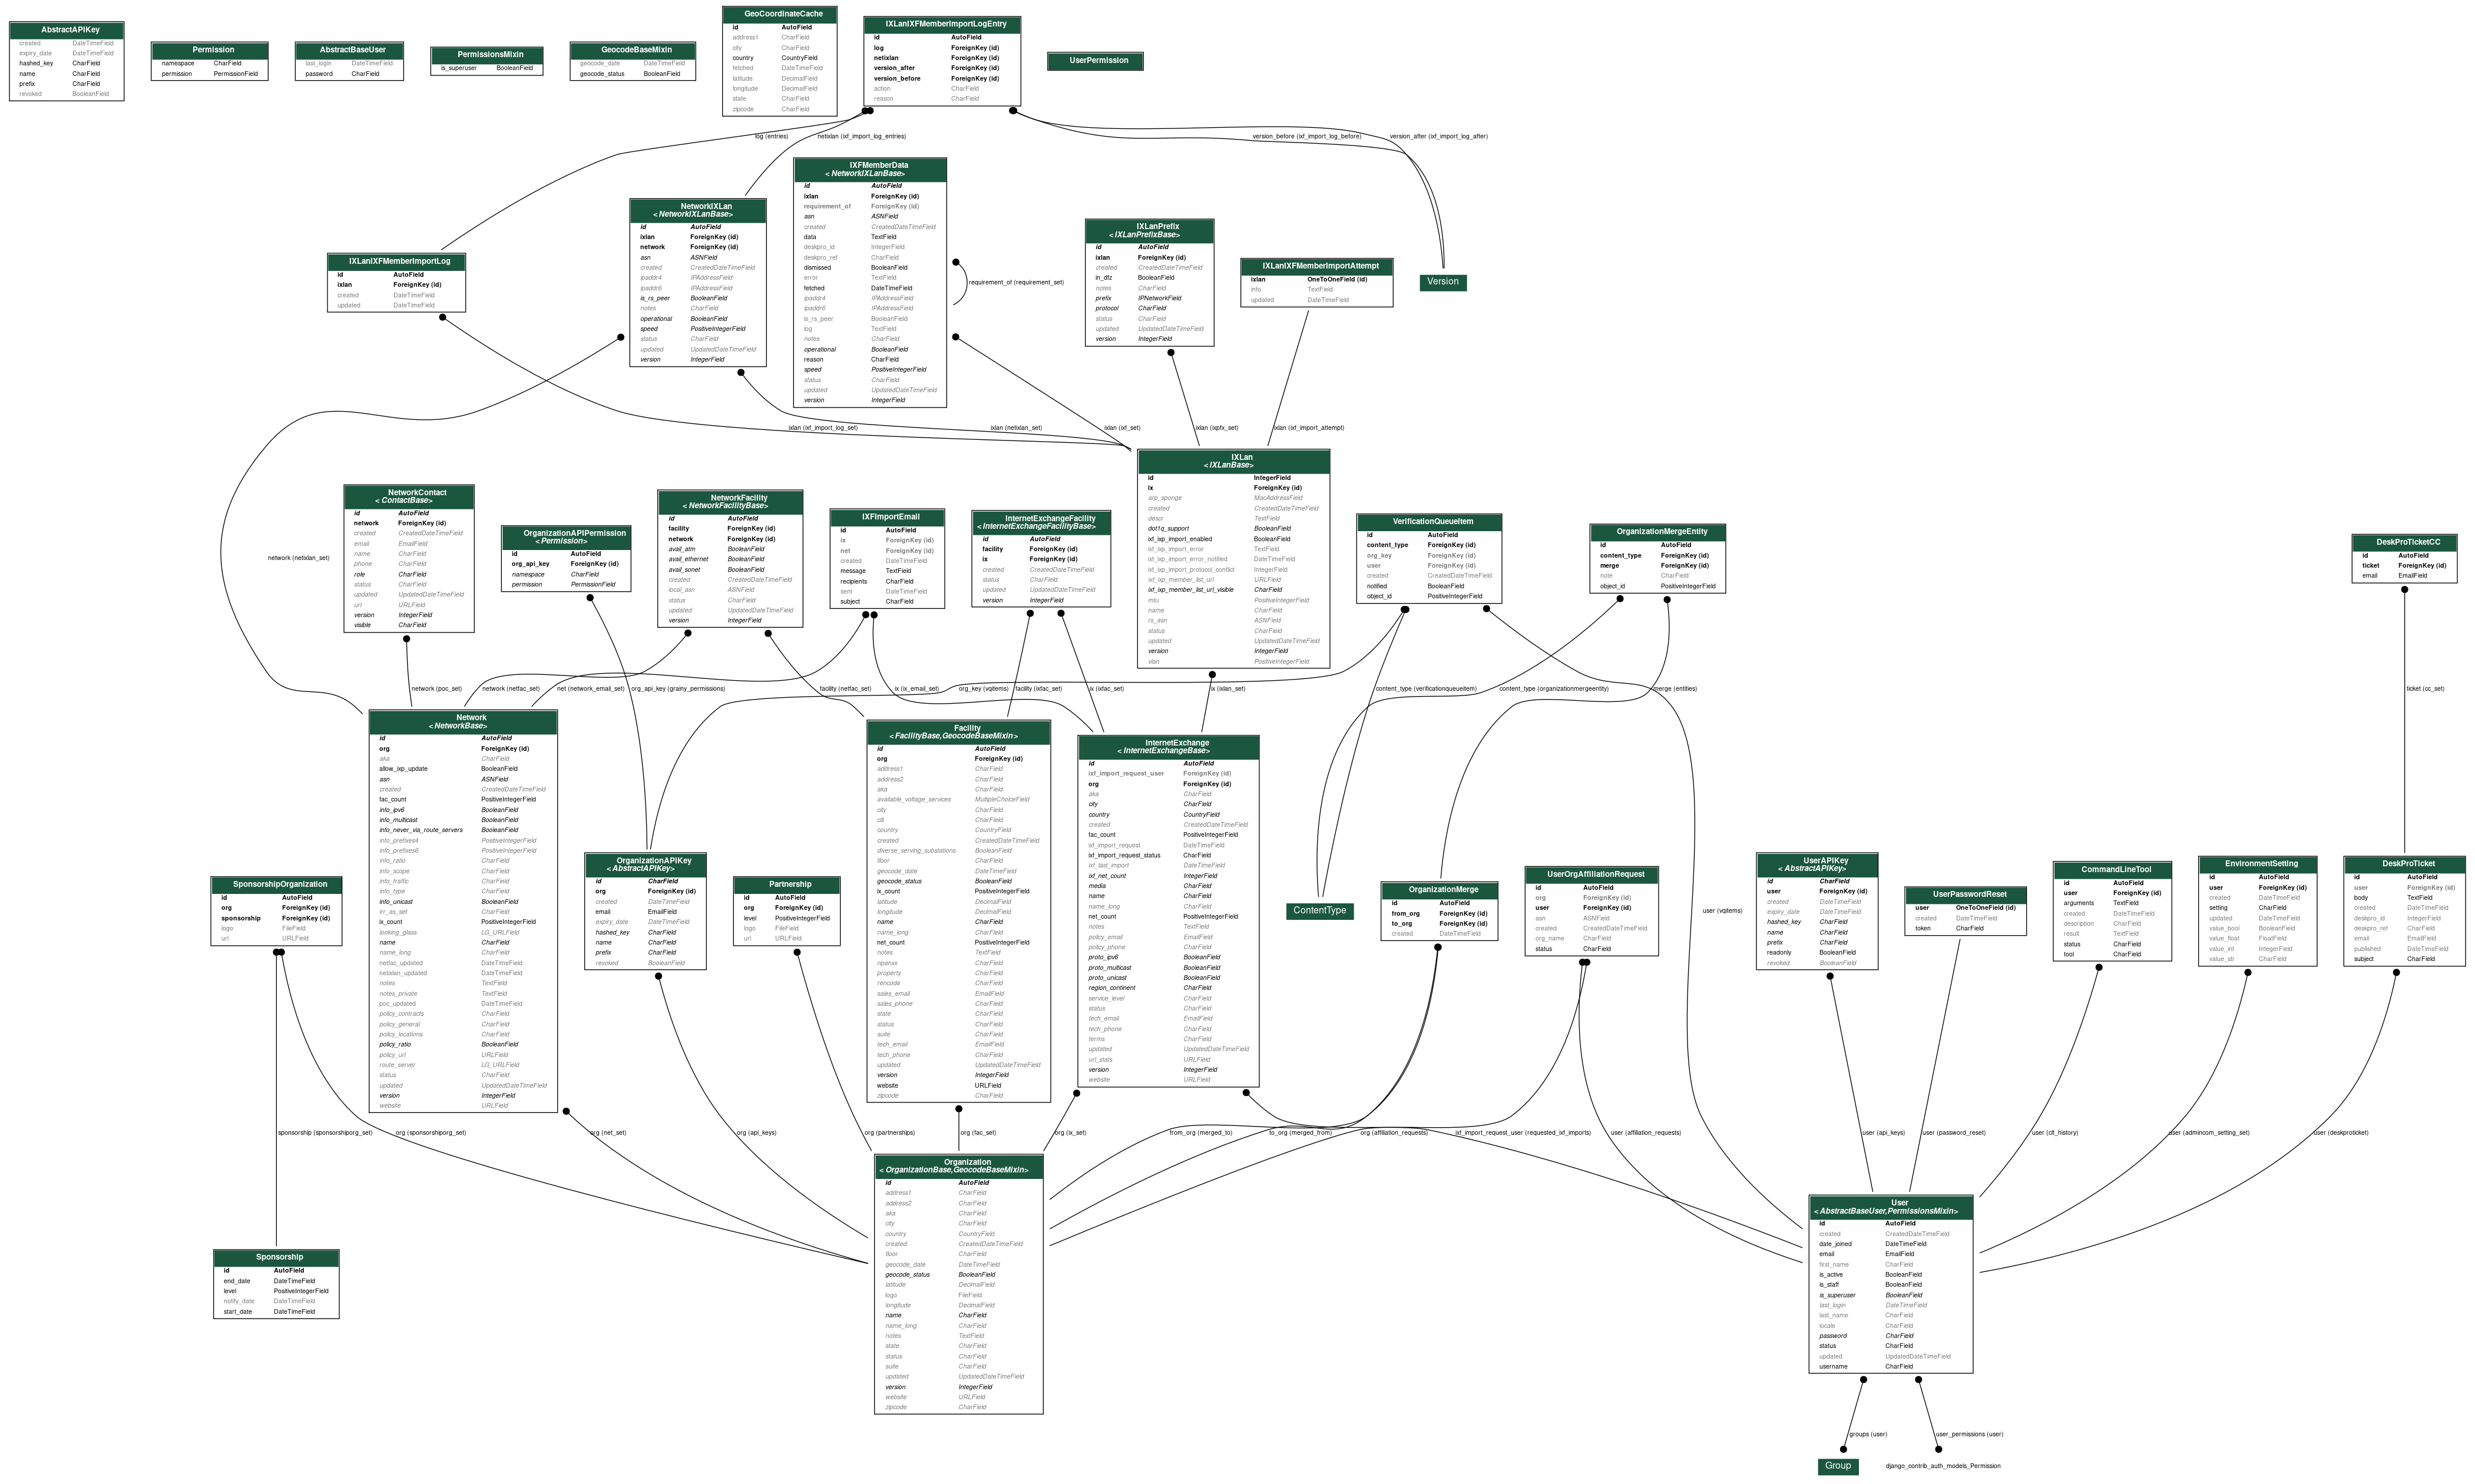 AbstractAPIKey
created DateTimeField
expiry_date DateTimeField
hashed_key CharField
name CharField
prefix CharField
revoked BooleanField
Permission
namespace CharField
permission PermissionField
AbstractBaseUser
last_login DateTimeField
password CharField
PermissionsMixin
is_superuser BooleanField
GeocodeBaseMixin
geocode_date DateTimeField
geocode_status BooleanField
GeoCoordinateCache
id AutoField
address1 CharField
city CharField
country CountryField
fetched DateTimeField
latitude DecimalField
longitude DecimalField
state CharField
zipcode CharField
IXLanIXFMemberImportLogEntry
id AutoField
log ForeignKey (id)
netixlan ForeignKey (id)
version_after ForeignKey (id)
version_before ForeignKey (id)
action CharField
reason CharField
UserPermission
log (entries)
netixlan (ixf_import_log_entries)
version_before (ixf_import_log_before)
version_after (ixf_import_log_after)
IXLanIXFMemberImportLog
id AutoField
ixlan ForeignKey (id)
created DateTimeField
updated DateTimeField
NetworkIXLan
< NetworkIXLanBase>
id AutoField
ixlan ForeignKey (id)
network ForeignKey (id)
asn ASNField
created CreatedDateTimeField
ipaddr4 IPAddressField
ipaddr6 IPAddressField
is_rs_peer BooleanField
notes CharField
operational BooleanField
speed PositiveIntegerField
status CharField
updated UpdatedDateTimeField
version IntegerField
IXFMemberData
< NetworkIXLanBase>
id AutoField
ixlan ForeignKey (id)
requirement_of ForeignKey (id)
asn ASNField
created CreatedDateTimeField
data TextField
deskpro_id IntegerField
deskpro_ref CharField
dismissed BooleanField
error TextField
fetched DateTimeField
ipaddr4 IPAddressField
ipaddr6 IPAddressField
is_rs_peer BooleanField
log TextField
notes CharField
operational BooleanField
reason CharField
speed PositiveIntegerField
status CharField
updated UpdatedDateTimeField
version IntegerField
requirement_of (requirement_set)
IXLanPrefix
< IXLanPrefixBase>
id AutoField
ixlan ForeignKey (id)
created CreatedDateTimeField
in_dfz BooleanField
notes CharField
prefix IPNetworkField
protocol CharField
status CharField
updated UpdatedDateTimeField
version IntegerField
IXLanIXFMemberImportAttempt
ixlan OneToOneField (id)
info TextField
updated DateTimeField
Version
ixlan (ixf_import_log_set)
ixlan (netixlan_set)
ixlan (ixf_set)
ixlan (ixpfx_set)
ixlan (ixf_import_attempt)
network (netixlan_set)
NetworkContact
< ContactBase>
id AutoField
network ForeignKey (id)
created CreatedDateTimeField
email EmailField
name CharField
phone CharField
role CharField
status CharField
updated UpdatedDateTimeField
url URLField
version IntegerField
visible CharField
OrganizationAPIPermission
< Permission>
id AutoField
org_api_key ForeignKey (id)
namespace CharField
permission PermissionField
NetworkFacility
< NetworkFacilityBase>
id AutoField
facility ForeignKey (id)
network ForeignKey (id)
avail_atm BooleanField
avail_ethernet BooleanField
avail_sonet BooleanField
created CreatedDateTimeField
local_asn ASNField
status CharField
updated UpdatedDateTimeField
version IntegerField
IXFImportEmail
id AutoField
ix ForeignKey (id)
net ForeignKey (id)
created DateTimeField
message TextField
recipients CharField
sent DateTimeField
subject CharField
InternetExchangeFacility
< InternetExchangeFacilityBase>
id AutoField
facility ForeignKey (id)
ix ForeignKey (id)
created CreatedDateTimeField
status CharField
updated UpdatedDateTimeField
version IntegerField
IXLan
< IXLanBase>
id IntegerField
ix ForeignKey (id)
arp_sponge MacAddressField
created CreatedDateTimeField
descr TextField
dot1q_support BooleanField
ixf_ixp_import_enabled BooleanField
ixf_ixp_import_error TextField
ixf_ixp_import_error_notified DateTimeField
ixf_ixp_import_protocol_conflict IntegerField
ixf_ixp_member_list_url URLField
ixf_ixp_member_list_url_visible CharField
mtu PositiveIntegerField
name CharField
rs_asn ASNField
status CharField
updated UpdatedDateTimeField
version IntegerField
vlan PositiveIntegerField
VerificationQueueItem
id AutoField
content_type ForeignKey (id)
org_key ForeignKey (id)
user ForeignKey (id)
created CreatedDateTimeField
notified BooleanField
object_id PositiveIntegerField
OrganizationMergeEntity
id AutoField
content_type ForeignKey (id)
merge ForeignKey (id)
note CharField
object_id PositiveIntegerField
DeskProTicketCC
id AutoField
ticket ForeignKey (id)
email EmailField
network (poc_set)
network (netfac_set)
net (network_email_set)
org_api_key (grainy_permissions)
facility (netfac_set)
ix (ix_email_set)
org_key (vqitems)
facility (ixfac_set)
ix (ixfac_set)
ix (ixlan_set)
content_type (verificationqueueitem)
content_type (organizationmergeentity)
merge (entities)
ticket (cc_set)
Network
< NetworkBase>
id AutoField
org ForeignKey (id)
aka CharField
allow_ixp_update BooleanField
asn ASNField
created CreatedDateTimeField
fac_count PositiveIntegerField
info_ipv6 BooleanField
info_multicast BooleanField
info_never_via_route_servers BooleanField
info_prefixes4 PositiveIntegerField
info_prefixes6 PositiveIntegerField
info_ratio CharField
info_scope CharField
info_traffic CharField
info_type CharField
info_unicast BooleanField
irr_as_set CharField
ix_count PositiveIntegerField
looking_glass LG_URLField
name CharField
name_long CharField
netfac_updated DateTimeField
netixlan_updated DateTimeField
notes TextField
notes_private TextField
poc_updated DateTimeField
policy_contracts CharField
policy_general CharField
policy_locations CharField
policy_ratio BooleanField
policy_url URLField
route_server LG_URLField
status CharField
updated UpdatedDateTimeField
version IntegerField
website URLField
Facility
< FacilityBase,GeocodeBaseMixin>
id AutoField
org ForeignKey (id)
address1 CharField
address2 CharField
aka CharField
available_voltage_services MultipleChoiceField
city CharField
clli CharField
country CountryField
created CreatedDateTimeField
diverse_serving_substations BooleanField
floor CharField
geocode_date DateTimeField
geocode_status BooleanField
ix_count PositiveIntegerField
latitude DecimalField
longitude DecimalField
name CharField
name_long CharField
net_count PositiveIntegerField
notes TextField
npanxx CharField
property CharField
rencode CharField
sales_email EmailField
sales_phone CharField
state CharField
status CharField
suite CharField
tech_email EmailField
tech_phone CharField
updated UpdatedDateTimeField
version IntegerField
website URLField
zipcode CharField
InternetExchange
< InternetExchangeBase>
id AutoField
ixf_import_request_user ForeignKey (id)
org ForeignKey (id)
aka CharField
city CharField
country CountryField
created CreatedDateTimeField
fac_count PositiveIntegerField
ixf_import_request DateTimeField
ixf_import_request_status CharField
ixf_last_import DateTimeField
ixf_net_count IntegerField
media CharField
name CharField
name_long CharField
net_count PositiveIntegerField
notes TextField
policy_email EmailField
policy_phone CharField
proto_ipv6 BooleanField
proto_multicast BooleanField
proto_unicast BooleanField
region_continent CharField
service_level CharField
status CharField
tech_email EmailField
tech_phone CharField
terms CharField
updated UpdatedDateTimeField
url_stats URLField
version IntegerField
website URLField
SponsorshipOrganization
id AutoField
org ForeignKey (id)
sponsorship ForeignKey (id)
logo FileField
url URLField
OrganizationAPIKey
< AbstractAPIKey>
id CharField
org ForeignKey (id)
created DateTimeField
email EmailField
expiry_date DateTimeField
hashed_key CharField
name CharField
prefix CharField
revoked BooleanField
Partnership
id AutoField
org ForeignKey (id)
level PositiveIntegerField
logo FileField
url URLField
ContentType
OrganizationMerge
id AutoField
from_org ForeignKey (id)
to_org ForeignKey (id)
created DateTimeField
UserOrgAffiliationRequest
id AutoField
org ForeignKey (id)
user ForeignKey (id)
asn ASNField
created CreatedDateTimeField
org_name CharField
status CharField
user (vqitems)
UserAPIKey
< AbstractAPIKey>
id CharField
user ForeignKey (id)
created DateTimeField
expiry_date DateTimeField
hashed_key CharField
name CharField
prefix CharField
readonly BooleanField
revoked BooleanField
UserPasswordReset
user OneToOneField (id)
created DateTimeField
token CharField
CommandLineTool
id AutoField
user ForeignKey (id)
arguments TextField
created DateTimeField
description CharField
result TextField
status CharField
tool CharField
EnvironmentSetting
id AutoField
user ForeignKey (id)
created DateTimeField
setting CharField
updated DateTimeField
value_bool BooleanField
value_float FloatField
value_int IntegerField
value_str CharField
DeskProTicket
id AutoField
user ForeignKey (id)
body TextField
created DateTimeField
deskpro_id IntegerField
deskpro_ref CharField
email EmailField
published DateTimeField
subject CharField
sponsorship (sponsorshiporg_set)
org (sponsorshiporg_set)
org (net_set)
org (api_keys)
org (partnerships)
org (fac_set)
org (ix_set)
from_org (merged_to)
to_org (merged_from)
org (affiliation_requests)
ixf_import_request_user (requested_ixf_imports)
user (affiliation_requests)
user (api_keys)
user (password_reset)
user (clt_history)
user (admincom_setting_set)
user (deskproticket)
Sponsorship
id AutoField
end_date DateTimeField
level PositiveIntegerField
notify_date DateTimeField
start_date DateTimeField
Organization
< OrganizationBase,GeocodeBaseMixin>
id AutoField
address1 CharField
address2 CharField
aka CharField
city CharField
country CountryField
created CreatedDateTimeField
floor CharField
geocode_date DateTimeField
geocode_status BooleanField
latitude DecimalField
logo FileField
longitude DecimalField
name CharField
name_long CharField
notes TextField
state CharField
status CharField
suite CharField
updated UpdatedDateTimeField
version IntegerField
website URLField
zipcode CharField
User
< AbstractBaseUser,PermissionsMixin>
id AutoField
created CreatedDateTimeField
date_joined DateTimeField
email EmailField
first_name CharField
is_active BooleanField
is_staff BooleanField
is_superuser BooleanField
last_login DateTimeField
last_name CharField
locale CharField
password CharField
status CharField
updated UpdatedDateTimeField
username CharField
groups (user)
user_permissions (user)
Group
django_contrib_auth_models_Permission